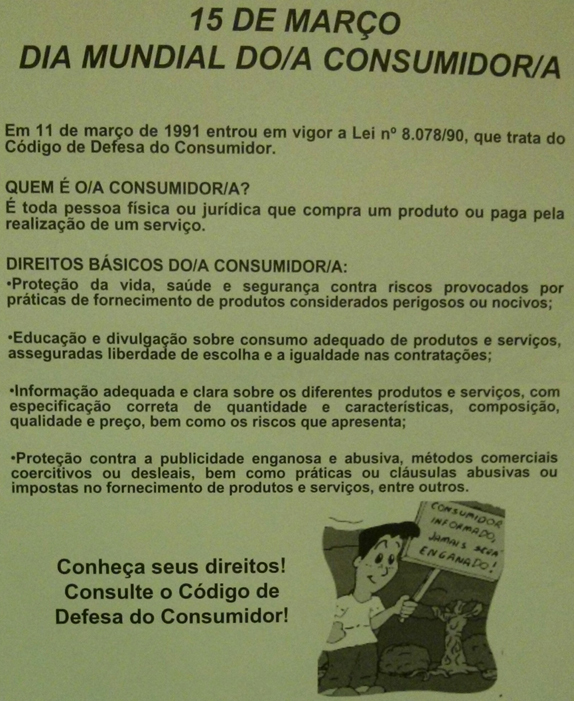 15 DE MARÇO
DIA MUNDIAL DO/A CONSUMIDOR/A
Em 11 de março de 1991 entrou em vigor a Lei nº 8.078/90, que trata do
Código de Defesa do Consumidor.
QUEM É O/A CONSUMIDOR/A?
É toda pessoa física ou jurídica que compra um produto ou paga pela
realização de um serviço.
DIREITOS BÁSICOS DO/A CONSUMIDOR/A:
•Proteção da vida, saúde e segurança contra riscos provocados por
práticas de fornecimento de produtos considerados perigosos ou nocivos;
•Educação e divulgação sobre consumo adequado de produtos e serviços,
asseguradas liberdade de escolha e a igualdade nas contratações;
•Informação adequada e clara sobre os diferentes produtos e serviços, com
especificação correta de quantidade e características, composição,
qualidade e preço, bem como os riscos que apresenta;
•Proteção contra a publicidade enganosa e abusiva, métodos comerciais
coercitivos ou desleais, bem como práticas ou cláusulas abusivas ou
impostas no fornecimento de produtos e serviços, entre outros.
CONSUMIDOR
INFORMADO,
JAMAIS SERÁ
ENGANADO!
Conheça seus direitos!
Consulte o Código de
Defesa do Consumidor!